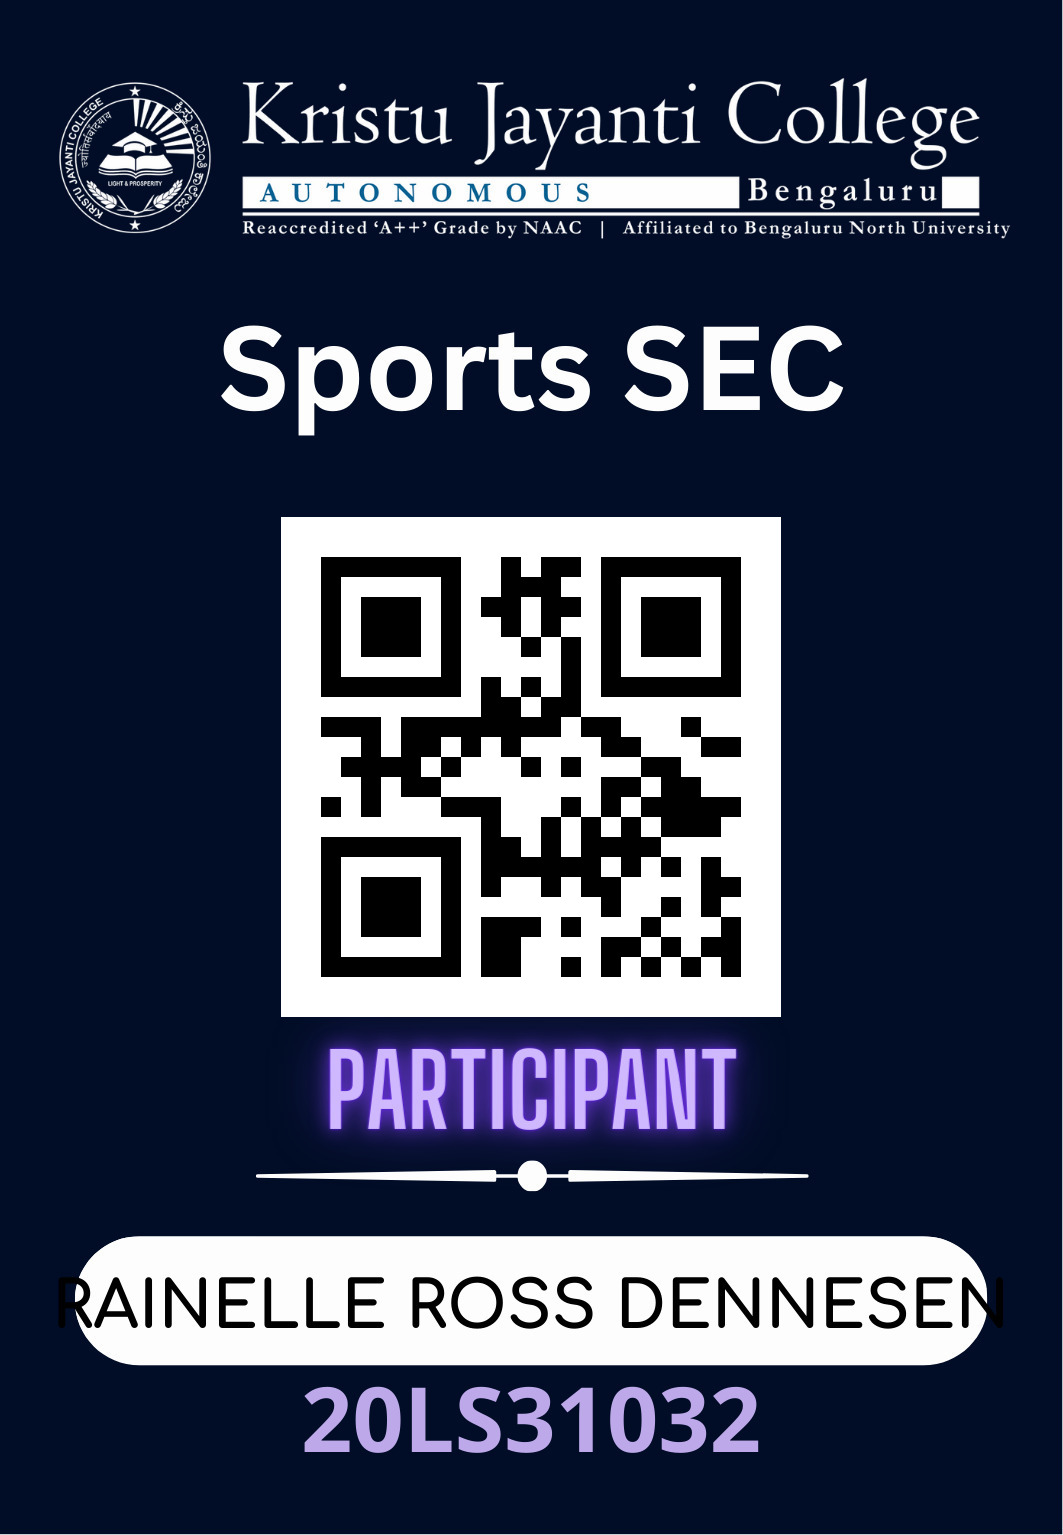 KRISTU JAYANTI COLLEGE
LIGHT & PROSPERITY
Kristu Jayanti College
AUTONOMOUS Bengaluru
Reaccredited ‘A++’ Grade by NAAC | Affiliated to Bengaluru North University
Sports SEC
PARTICIPANT
RAINELLE ROSS DENNESEN
20LS31032